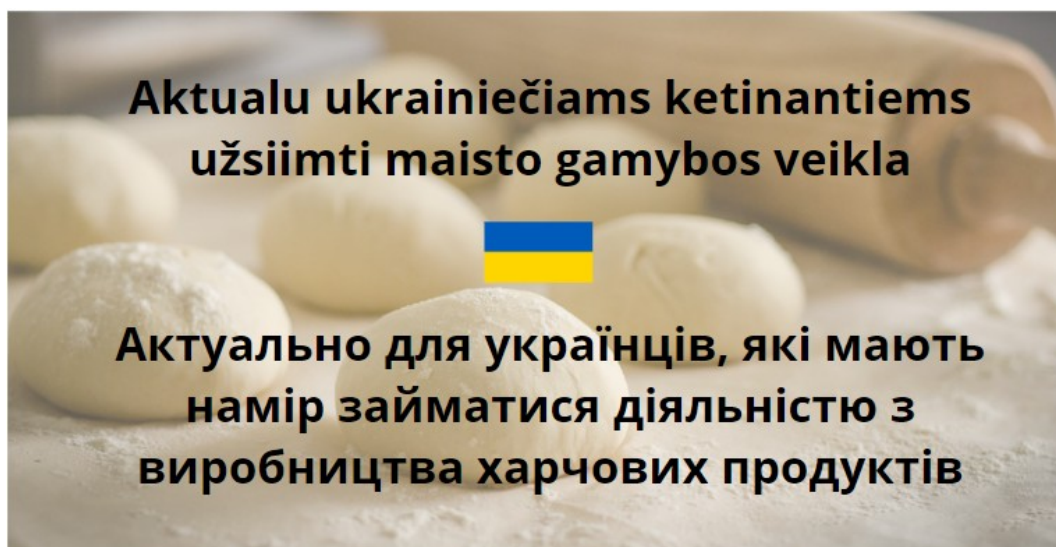 Aktualu ukrainiečiams ketinantiems
užsiimti maisto gamybos veikla
Актуально для українців, які мають
намір займатися діяльністю з
виробництва харчових продуктів